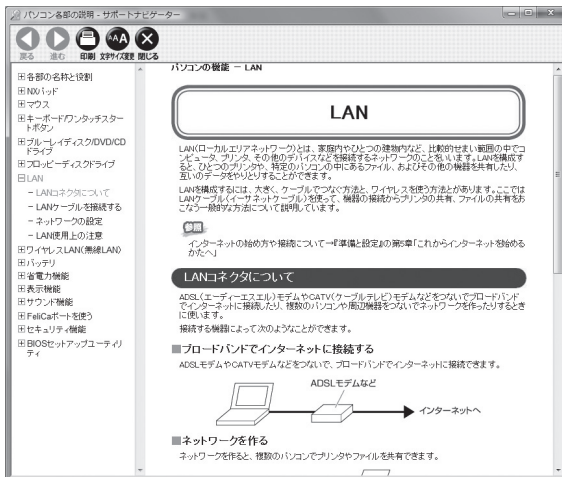 パソコン各部の説明 - サポートナビゲーター
戻る 進む 印刷 文字サイズ変更 閉じる
各部の名称と役割
NXパッド
マウス
キーボード/ワンタッチスター
トボタン
ブルーレイディスク/DVD/CD
ドライブ
フロッピーディスクドライブ
LAN
- LANコネクタについて
- LANケーブルを接続する
- ネットワークの設定
- LAN使用上の注意
ワイヤレスLAN(無線LAN)
バッテリ
省電力機能
表示機能
サウンド機能
FeliCaポートを使う
セキュリティ機能
BIOSセットアップユーティリ
ティ
パソコンの機能 - LAN
LAN
LAN(ローカルエリアネットワーク)とは、家庭内やひとつの建物内など、比較的せまい範囲の中でコ
ンピュータ、プリンタ、その他のデバイスなどを接続するネットワークのことをいいます。LANを構成す
ると、ひとつのプリンタや、特定のパソコンの中にあるファイル、およびその他の機器を共有したり、
互いのデータをやりとりすることができます。
LANを構成するには、大きく、ケーブルでつなぐ方法と、ワイヤレスを使う方法があります。ここでは
LANケーブル(イーサネットケーブル)を使って、機器の接続からプリンタの共有、ファイルの共有をお
こなう一般的な方法について説明しています。
参照
インターネットの始め方や接続について→『準備と設定』の第5章「これからインターネットを始める
かたへ」
LANコネクタについて
ADSL(エーディーエスエル)モデムやCATV(ケーブルテレビ)モデムなどをつないでブロードバンド
でインターネットに接続したり、複数のパソコンや周辺機器をつないでネットワークを作ったりするとき
に使います。
接続する機器によって次のようなことができます。
■ブロードバンドでインターネットに接続する
ADSLモデムやCATVモデムなどをつないで、ブロードバンドでインターネットに接続できます。
ADSLモデムなど
インターネットへ
■ネットワークを作る
ネットワークを作ると、複数のパソコンでプリンタやファイルを共有できます。